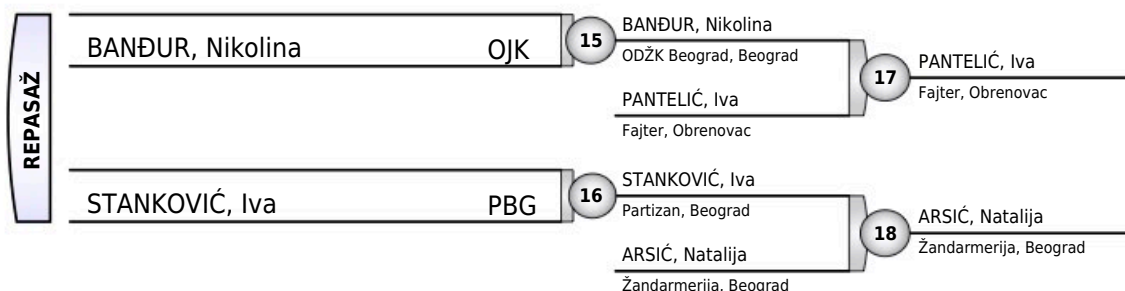 REPASAŽ
BANĐUR, Nikolina OJK
15
BANĐUR, Nikolina
ODŽK Beograd, Beograd
PANTELIĆ, Iva
Fajter, Obrenovac
17
PANTELIĆ, Iva
Fajter, Obrenovac
STANKOVIĆ, Iva PBG
16
STANKOVIĆ, Iva
Partizan, Beograd
ARSIĆ, Natalija
Žandarmerija, Beograd
18
ARSIĆ, Natalija
Žandarmerija, Beograd